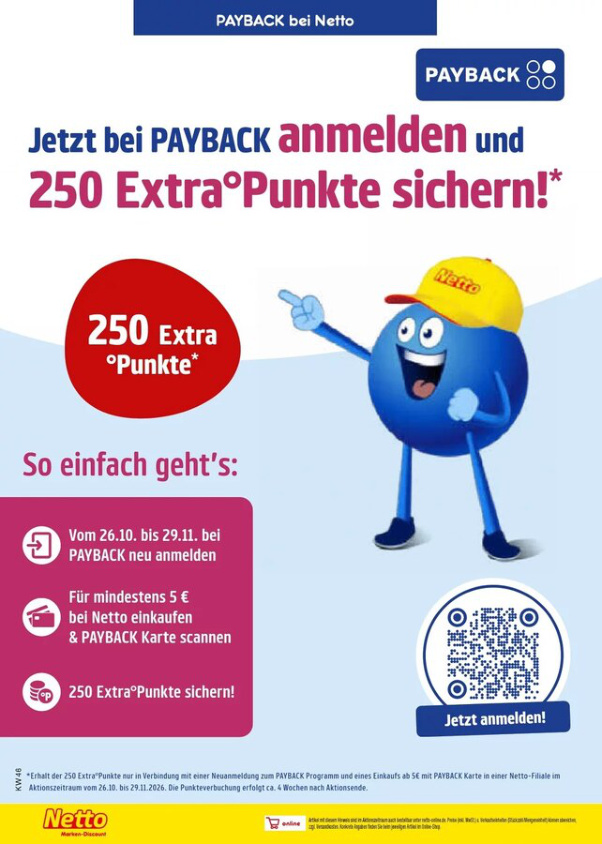 PAYBACK bei Netto
PAYBACK
Jetzt bei PAYBACK anmelden und
250 Extra°Punkte sichern!*
Netto
250 Extra
°Punkte*
So einfach geht's:
Vom 26.10. bis 29.11. bei
PAYBACK neu anmelden
Für mindestens 5 €
bei Netto einkaufen
& PAYBACK Karte scannen
°P
250 Extra°Punkte sichern!
Jetzt anmelden!
KW46
*Erhalt der 250 Extra°Punkte nur in Verbindung mit einer Neuanmeldung zum PAYBACK Programm und eines Einkaufs ab 5€ mit PAYBACK Karte in einer Netto-Filiale im
Aktionszeitraum vom 26.10. bis 29.11.2026. Die Punkteverbuchung erfolgt ca. 4 Wochen nach Aktionsende.
Netto
Marken-Discount
online